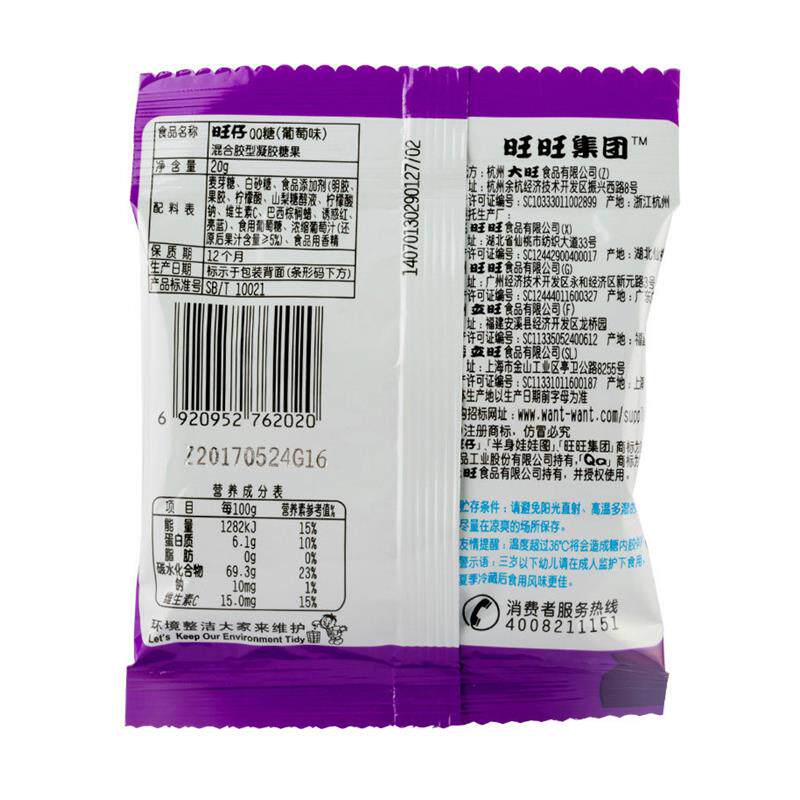 食品名称 旺仔QQ糖(葡萄味)
混合胶型凝胶糖果
净含量 20g
配料表 麦芽糖、白砂糖、食品添加剂(明胶、
果胶、柠檬酸、山梨糖醇液、柠檬酸
钠、维生素C、巴西棕榈蜡、诱惑红、
亮蓝)、食用葡萄糖、浓缩葡萄汁(还
原后果汁含量≥5%)、食品用香精
保质期 12个月
生产日期 标示于包装背面(条形码下方)
产品标准号 SB/T 10021
6 920952 762020
20170524G16
营养成分表
项目 每100g 营养素参考值%
能量 1282kJ 15%
蛋白质 6.1g 10%
脂肪 0g 0%
碳水化合物 69.3g 23%
钠 10mg 1%
维生素C 15.0mg 15%
环境整洁大家来维护
Let's Keep Our Environment Tidy
14070130290127/02
旺旺集团™
方：杭州大旺食品有限公司(Z)
址：杭州余杭经济技术开发区振兴西路8号
许可证编号：SC10333011002899 产地：浙江杭州
托生产厂：
旺旺食品有限公司(X)
址：湖北省仙桃市纺织大道33号
许可证编号：SC12442900400017 产地：湖北仙
旺旺食品有限公司(G)
址：广州经济技术开发区永和经济区新元路3号
许可证编号：SC12444011600327 产地：广
立旺食品有限公司(F)
址：福建安溪县经济开发区龙桥园
许可证编号：SC11335052400612 产地：福
立旺食品有限公司(SL)
址：上海市金山工业区亭卫公路8255号
许可证编号：SC11331011600187 产地：上海
体生产地以生产日期前字母为准
购招标网址：www.want-want.com/supp
注册商标，仿冒必究
仔」「半身娃娃图」「旺旺集团」商标为
品工业股份有限公司持有，「QQ」商标
旺食品有限公司持有，并授权使用。
贮存条件：请避免阳光直射、高温多湿
尽量在凉爽的场所保存。
友情提醒：温度超过36℃将会造成糖内胶
警示语：三岁以下幼儿请在成人监护下食用
夏季冷藏后食用风味更佳。
消费者服务热线
4008211151